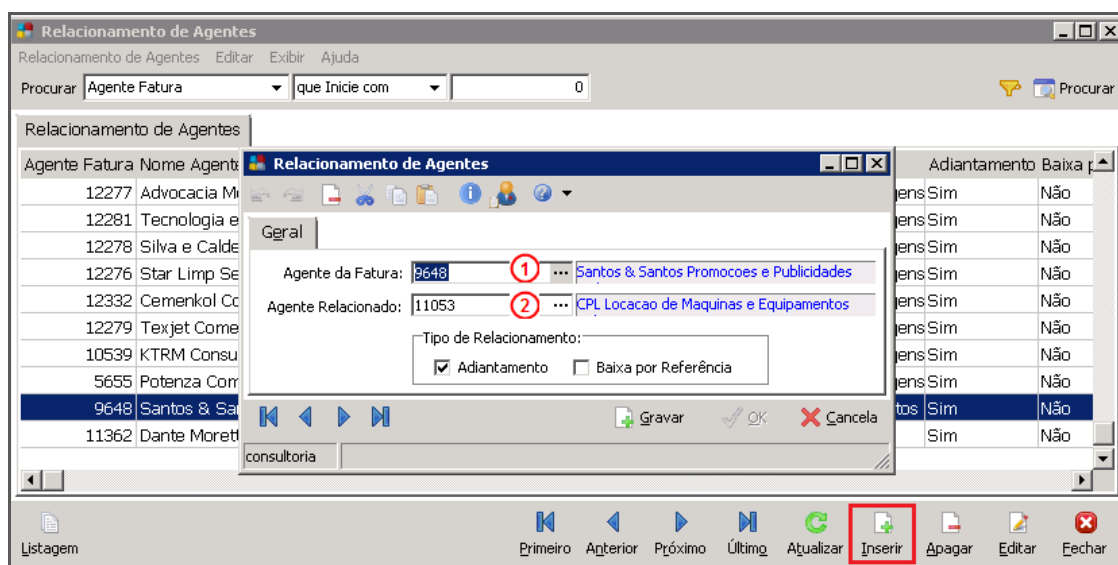 Relacionamento de Agentes
Relacionamento de Agentes Editar Exibir Ajuda
Procurar Agente Fatura que Inicie com 0 Procurar
Relacionamento de Agentes
Agente Fatura Nome Agente Adiantamento Baixa
Relacionamento de Agentes
Geral
Agente da Fatura: 9648 1 ... Santos & Santos Promocoes e Publicidades
Agente Relacionado: 11053 2 ... CPL Locacao de Maquinas e Equipamentos
Tipo de Relacionamento:
Adiantamento Baixa por Referência
Gravar OK Cancela
consultoria
12277 Advocacia Sim Não
12281 Tecnologia e Sim Não
12278 Silva e Calde Sim Não
12276 Star Limp Se Sim Não
12332 Cemenkol Co Sim Não
12279 Texjet Come Sim Não
10539 KTRM Consu Sim Não
5655 Potenza Com Sim Não
9648 Santos & Sa tos Sim Não
11362 Dante Morett Sim Não
Listagem Primeiro Anterior Próximo Último Atualizar Inserir Apagar Editar Fechar